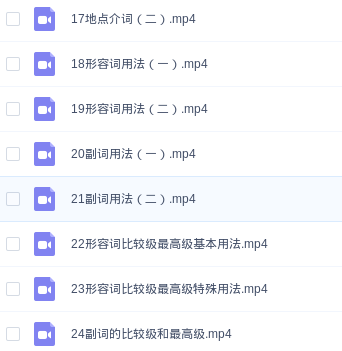 17地点介词（二）.mp4
18形容词用法（一）.mp4
19形容词用法（二）.mp4
20副词用法（一）.mp4
21副词用法（二）.mp4
22形容词比较级最高级基本用法.mp4
23形容词比较级最高级特殊用法.mp4
24副词的比较级和最高级.mp4